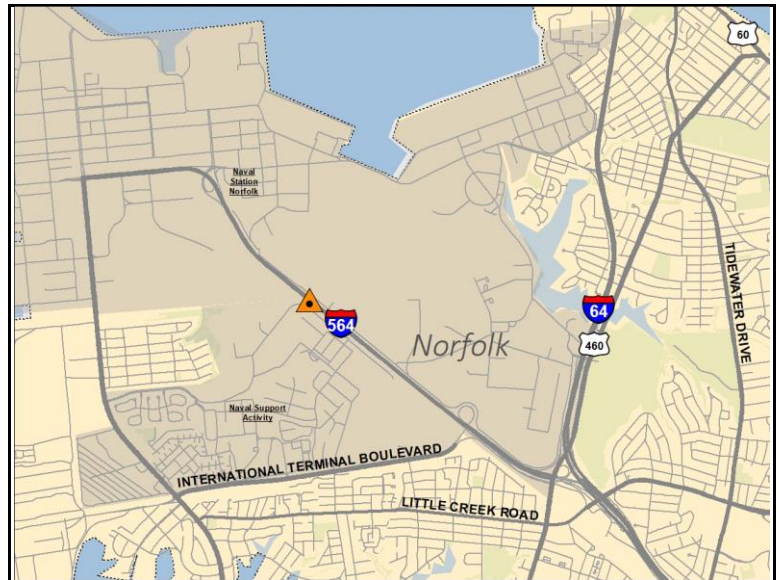 60
Naval
Station
Norfolk
TIDEWATER DRIVE
64
564
Norfolk
460
Naval Support
Activity
INTERNATIONAL TERMINAL BOULEVARD
LITTLE CREEK ROAD